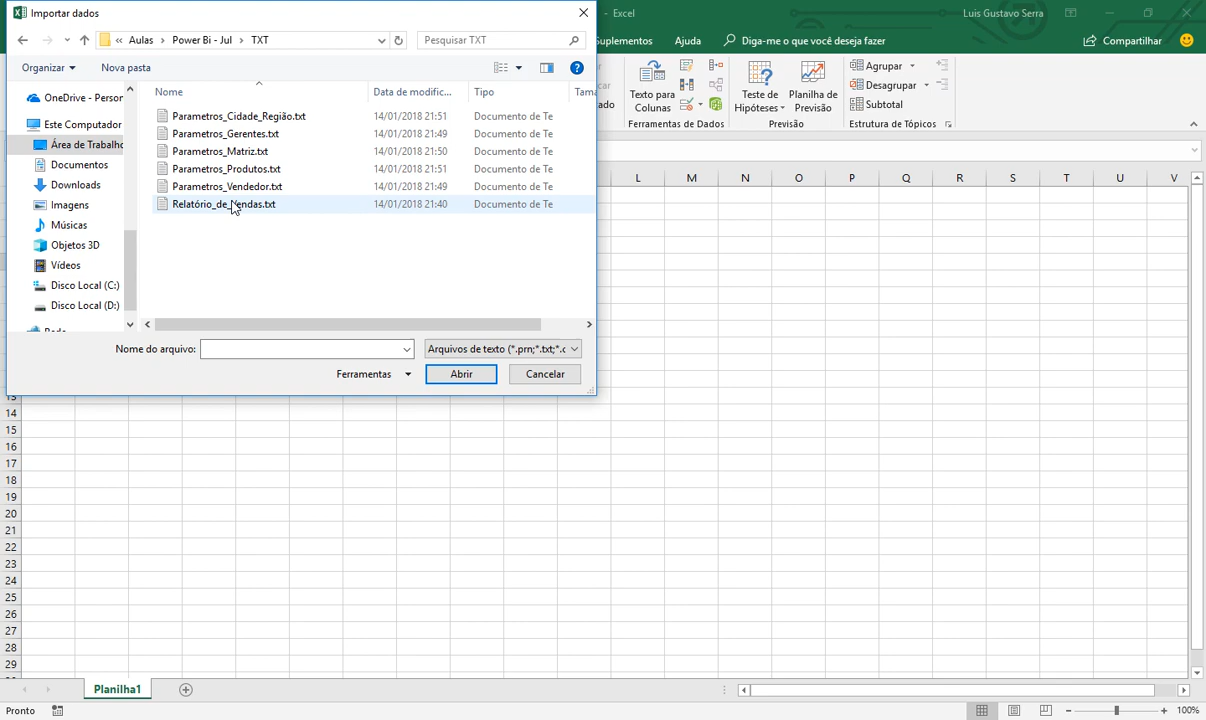 Importar dados
- Excel
Luis Gustavo Serra
Aulas
Power Bi - Jul
TXT
Pesquisar TXT
Ajuda
Diga-me o que você deseja fazer
Compartilhar
Organizar
Nova pasta
?
Nome
Data de modific...
Tipo
OneDrive - Person
Este Computador
Área de Trabalho
Documentos
Downloads
Imagens
Músicas
Objetos 3D
Vídeos
Disco Local (C:)
Disco Local (D:)
Parametros_Cidade_Região.txt 14/01/2018 21:51 Documento de Te
Parametros_Gerentes.txt 14/01/2018 21:49 Documento de Te
Parametros_Matriz.txt 14/01/2018 21:50 Documento de Te
Parametros_Produtos.txt 14/01/2018 21:51 Documento de Te
Parametros_Vendedor.txt 14/01/2018 21:49 Documento de Te
Relatório_de_Vendas.txt 14/01/2018 21:40 Documento de Te
Nome do arquivo:
Arquivos de texto (*.prn;*.txt;*.c
Ferramentas
Abrir
Cancelar
Texto para
Colunas
Ferramentas de Dados
Teste de
Hipóteses
Planilha de
Previsão
Previsão
Agrupar
Desagrupar
Subtotal
Estrutura de Tópicos
L M N O P Q R S T U V
14
15
16
17
18
19
20
21
22
23
24
25
26
27
28
29
Planilha1
Pronto
100%